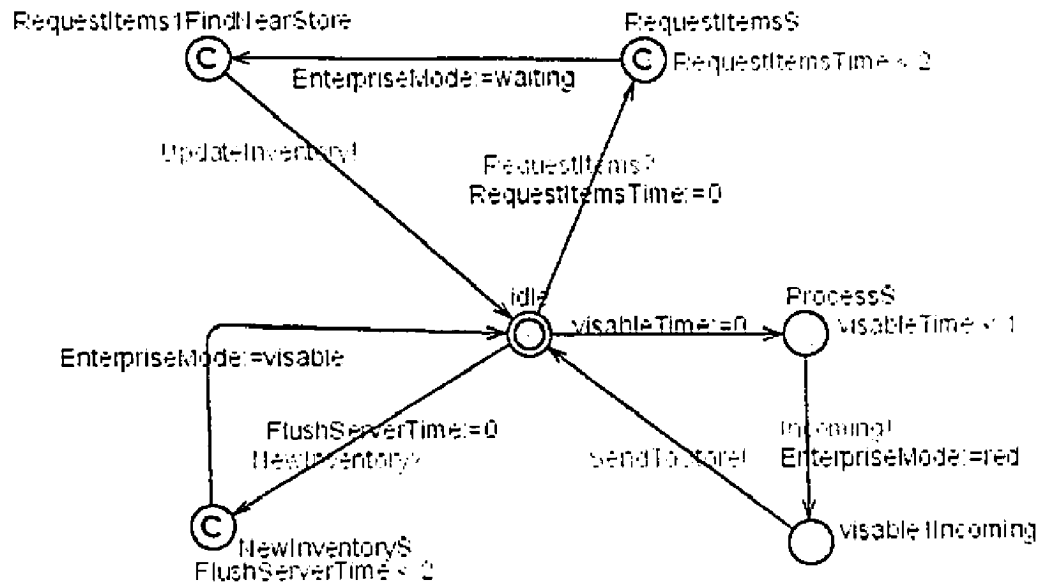 RequestItems1FindNearStore
RequestItemsS
C
C
RequestItemsTime < 2
EnterpriseMode:=waiting
UpdateInventory!
RequestItems?
RequestItemsTime:=0
idle
ProcessS
visableTime:=0
visableTime < 1
EnterpriseMode:=visable
FlushServerTime:=0
NewInventory?
SendToStore!
Incoming!
EnterpriseMode:=red
C
visable1Incoming
NewInventoryS
FlushServerTime < 2